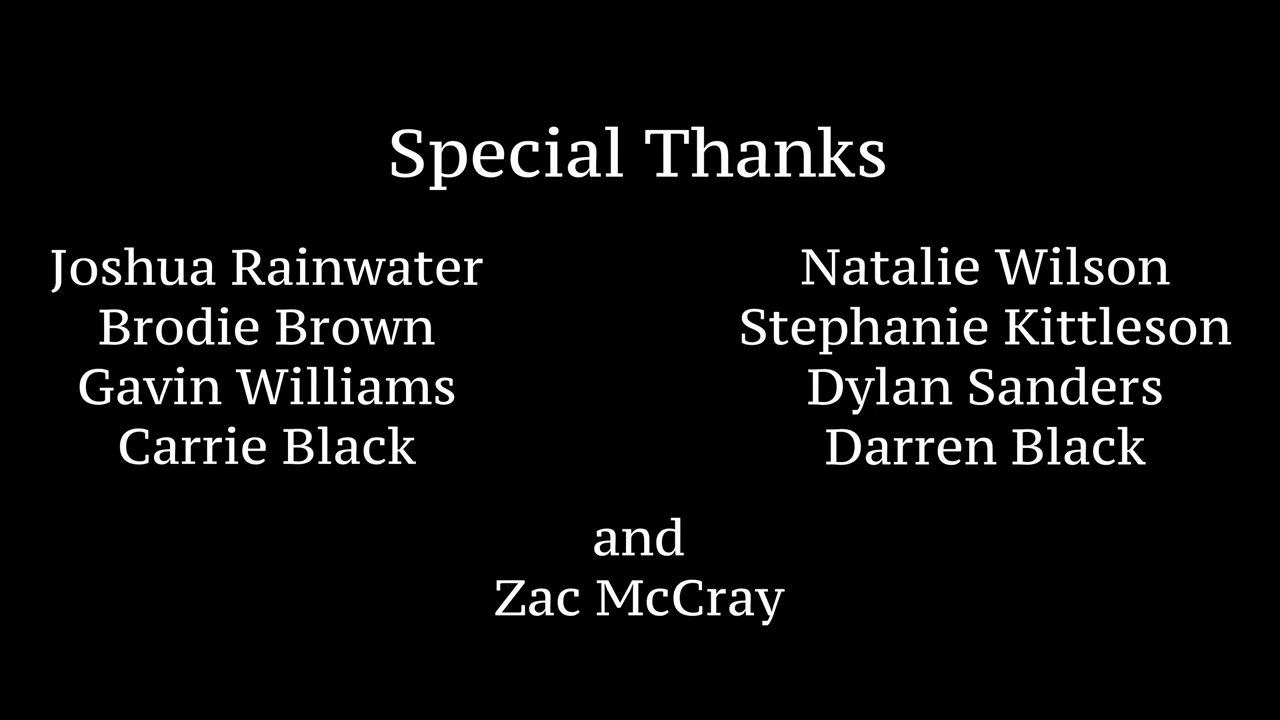 Special Thanks
Joshua Rainwater
Brodie Brown
Gavin Williams
Carrie Black
Natalie Wilson
Stephanie Kittleson
Dylan Sanders
Darren Black
and
Zac McCray